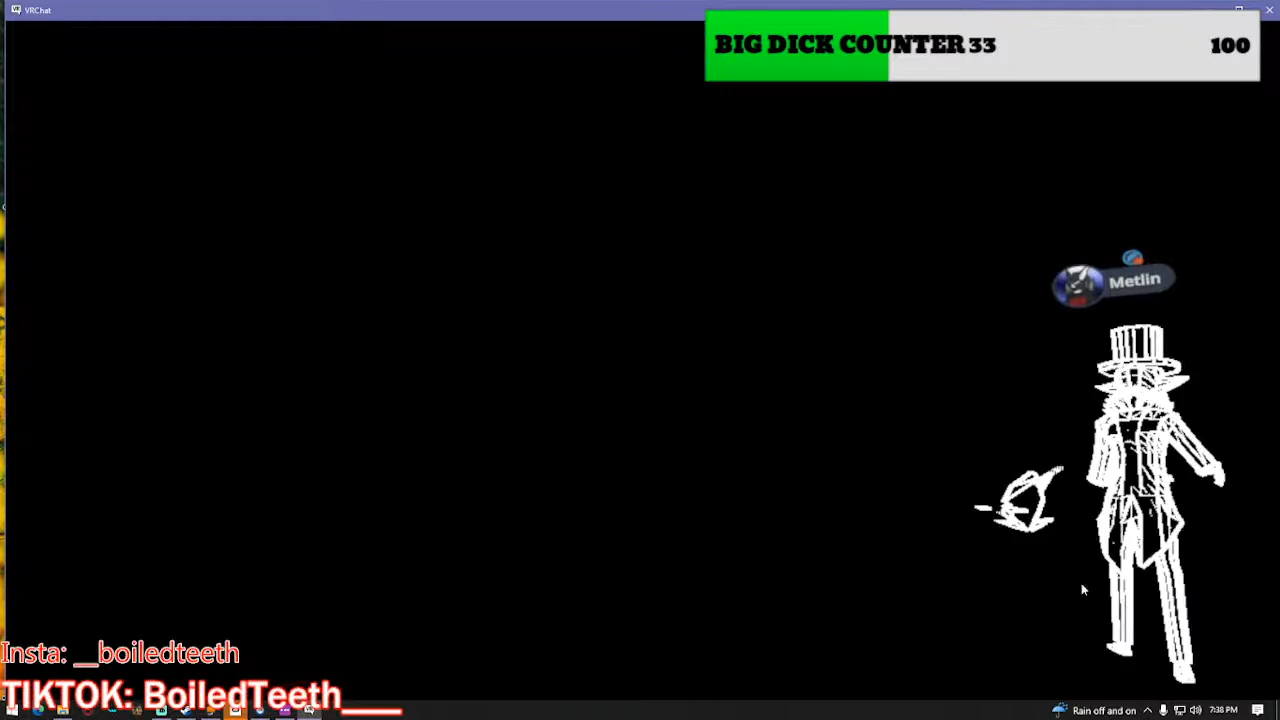 VRChat
BIG DICK COUNTER 33 100
Metlin
Insta: __boiledteeth
TIKTOK: BoiledTeeth____
Rain off and on
7:38 PM